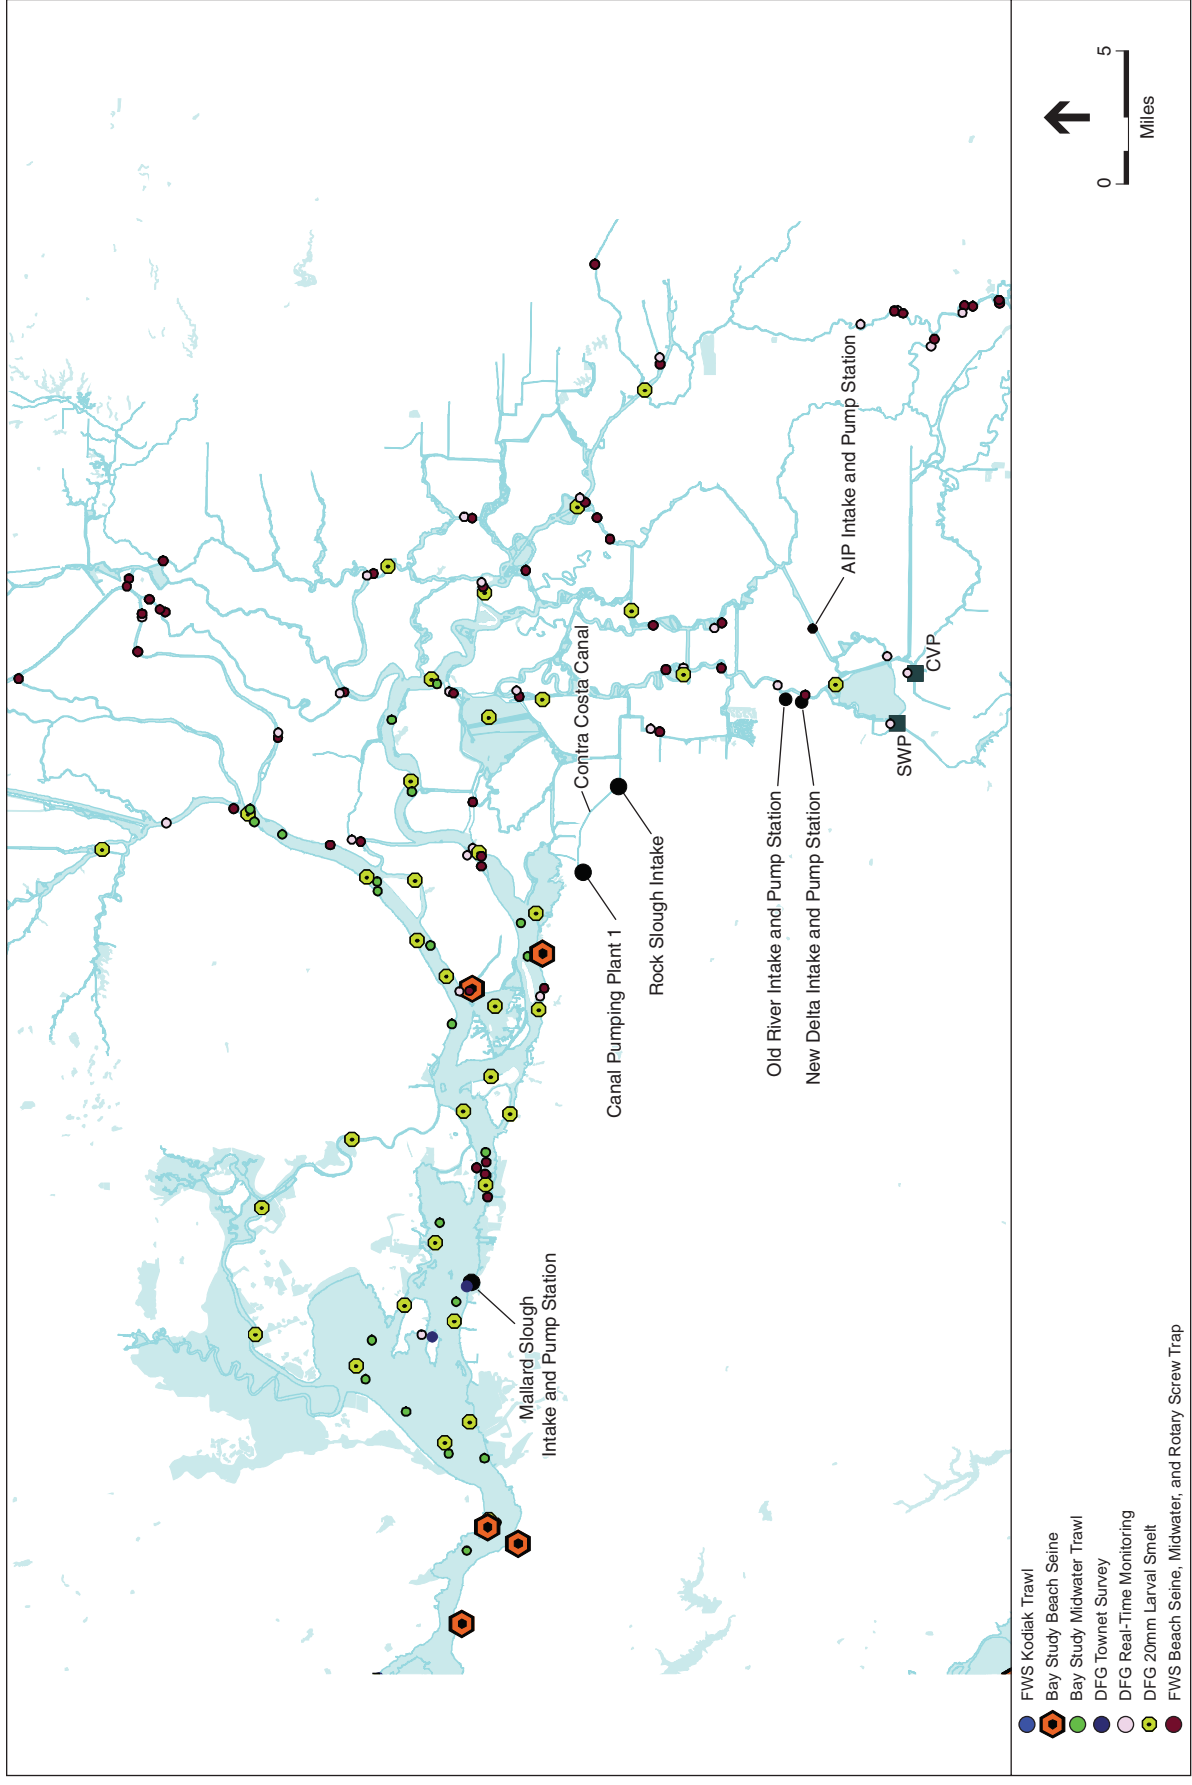 AIP Intake and Pump Station
Contra Costa Canal
CVP
SWP
Canal Pumping Plant 1
Rock Slough Intake
Old River Intake and Pump Station
New Delta Intake and Pump Station
Mallard Slough
Intake and Pump Station
FWS Kodiak Trawl
Bay Study Beach Seine
Bay Study Midwater Trawl
DFG Townet Survey
DFG Real-Time Monitoring
DFG 20mm Larval Smelt
FWS Beach Seine, Midwater, and Rotary Screw Trap
0 5
Miles